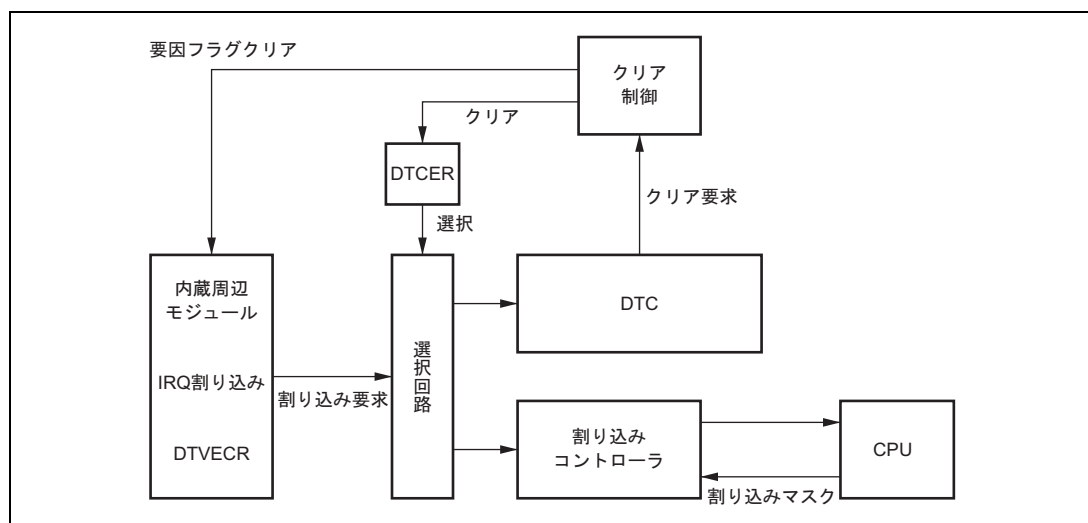 要因フラグクリア
クリア
制御
クリア
DTCER
クリア要求
選択
内蔵周辺
モジュール
IRQ割り込み
DTVECR
割り込み要求
選択回路
DTC
割り込み
コントローラ
CPU
割り込みマスク